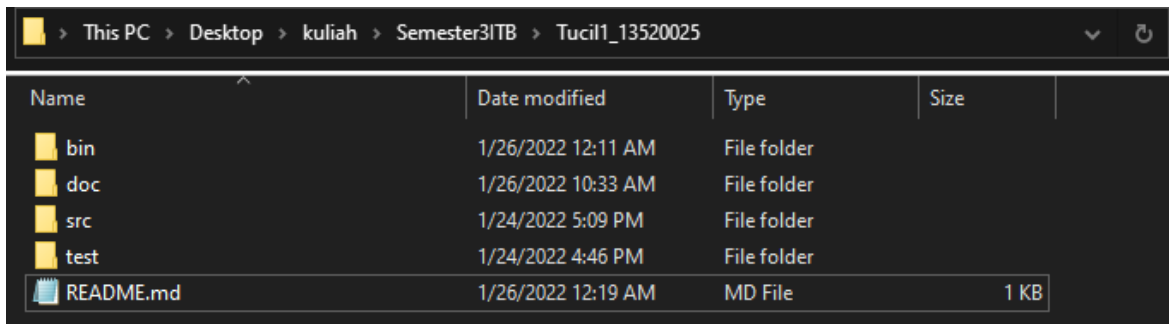 This PC > Desktop > kuliah > Semester3ITB > Tucil1_13520025
Name Date modified Type Size
bin 1/26/2022 12:11 AM File folder
doc 1/26/2022 10:33 AM File folder
src 1/24/2022 5:09 PM File folder
test 1/24/2022 4:46 PM File folder
README.md 1/26/2022 12:19 AM MD File 1 KB